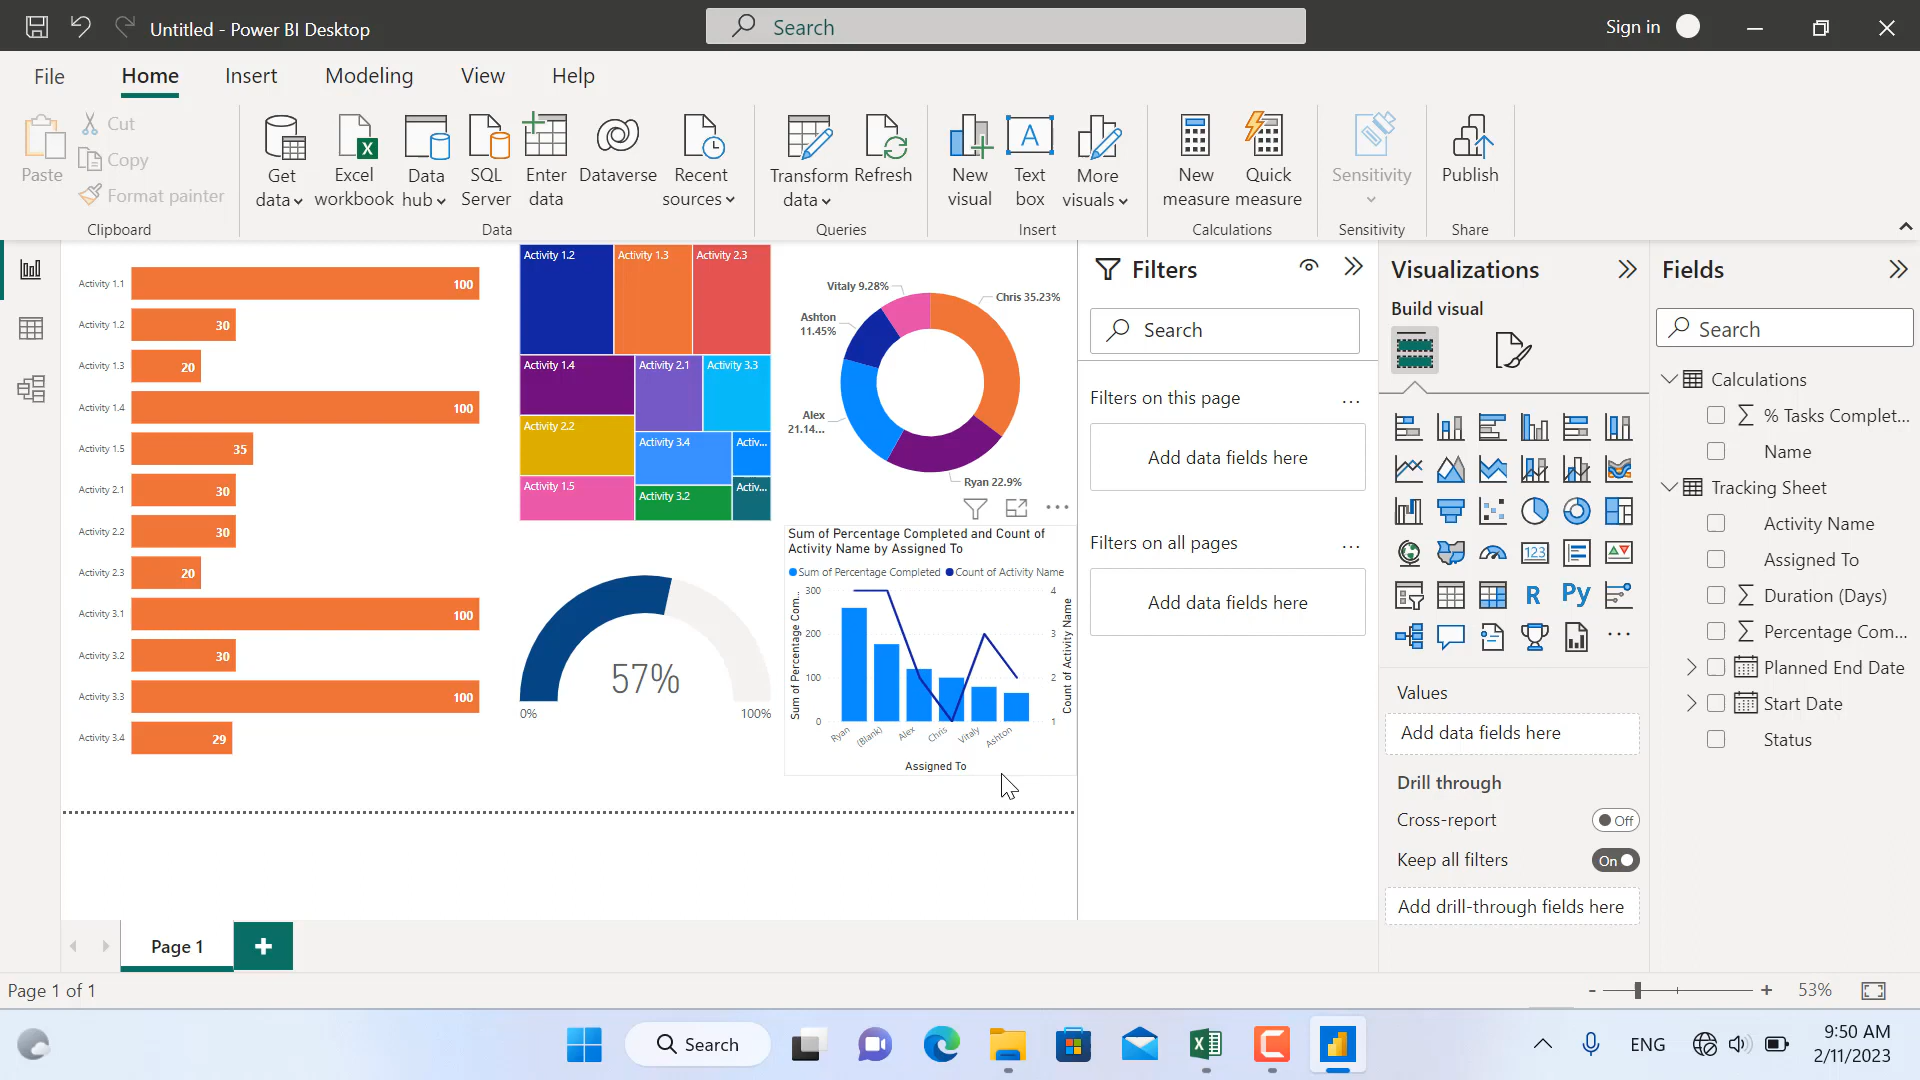 Untitled - Power BI Desktop
Search
Sign in
File
Home
Insert
Modeling
View
Help
Paste
Cut
Copy
Format painter
Clipboard
Get data
Excel workbook
Data hub
SQL Server
Enter data
Dataverse
Recent sources
Data
Transform data
Refresh
Queries
New visual
Text box
More visuals
Insert
New measure
Quick measure
Calculations
Sensitivity
Sensitivity
Publish
Share
Activity 1.1 100
Activity 1.2 30
Activity 1.3 20
Activity 1.4 100
Activity 1.5 35
Activity 2.1 30
Activity 2.2 30
Activity 2.3 20
Activity 3.1 100
Activity 3.2 30
Activity 3.3 100
Activity 3.4 29
Activity 1.2
Activity 1.3
Activity 2.3
Activity 1.4
Activity 2.1
Activity 3.3
Activity 2.2
Activity 3.4
Activ...
Activity 1.5
Activity 3.2
Activ...
57%
0%
100%
Vitaly 9.28%
Chris 35.23%
Ashton
11.45%
Alex
21.14...
Ryan 22.9%
Sum of Percentage Completed and Count of
Activity Name by Assigned To
Sum of Percentage Completed
Count of Activity Name
Sum of Percentage Com...
300
200
100
0
4
3
2
1
Count of Activity Name
Ryan
(Blank)
Alex
Chris
Vitaly
Ashton
Assigned To
Filters
Search
Filters on this page
...
Add data fields here
Filters on all pages
...
Add data fields here
Visualizations
Build visual
123
R
Py
...
Values
Add data fields here
Drill through
Cross-report
Off
Keep all filters
On
Add drill-through fields here
Fields
Search
Calculations
% Tasks Complet...
Name
Tracking Sheet
Activity Name
Assigned To
Duration (Days)
Percentage Com...
Planned End Date
Start Date
Status
Page 1
Page 1 of 1
- +
53%
Search
ENG
9:50 AM
2/11/2023